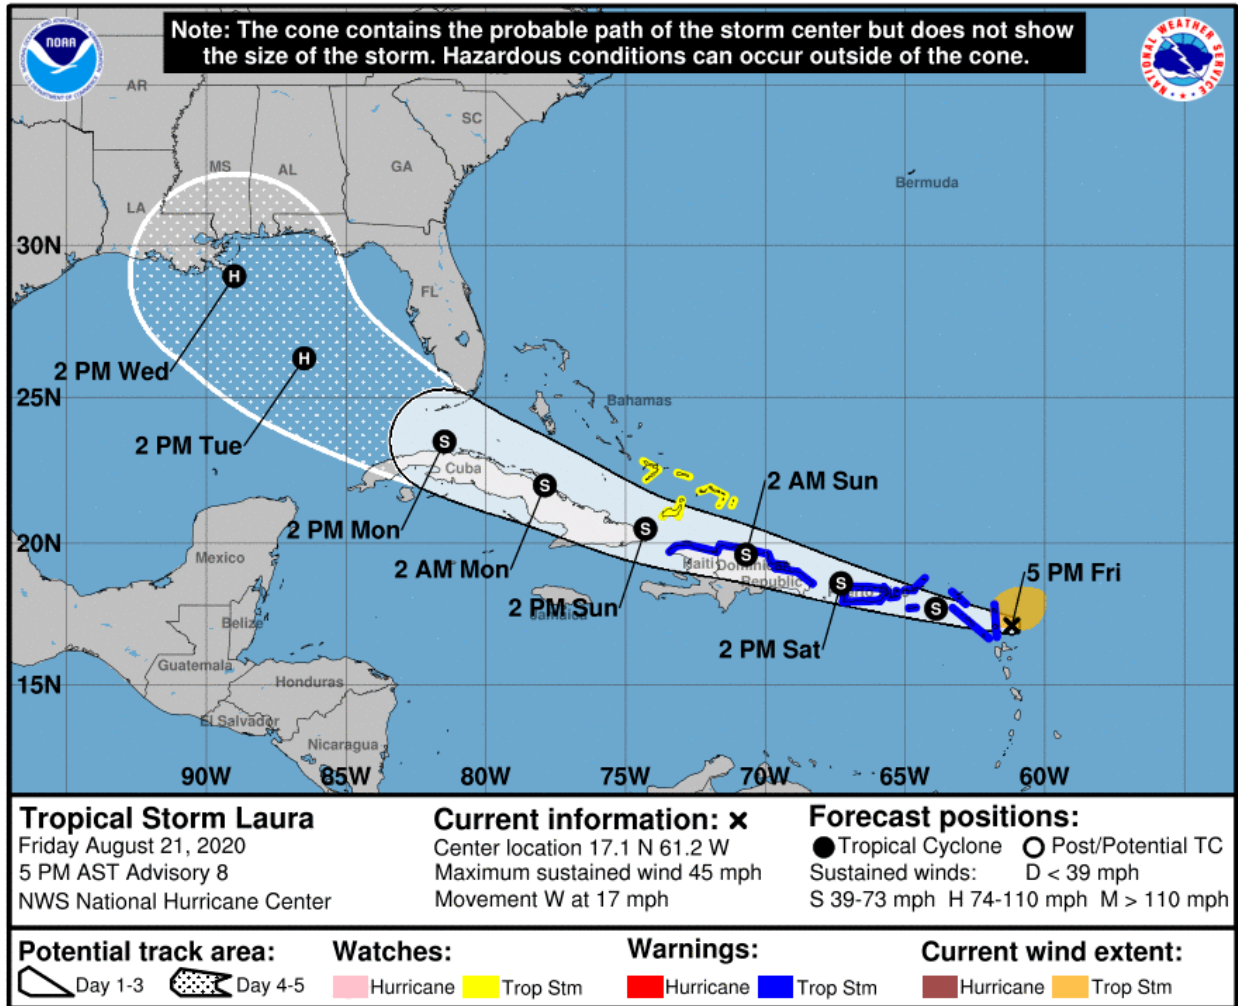 Note: The cone contains the probable path of the storm center but does not show
the size of the storm. Hazardous conditions can occur outside of the cone.
NOAA
NATIONAL WEATHER SERVICE
AR
SC
MS
AL
GA
LA
Bermuda
30N
FL
2 PM Wed
25N
Bahamas
2 PM Tue
Cuba
2 AM Sun
2 PM Mon
20N
Mexico
2 AM Mon
Haiti
Dominican
Republic
5 PM Fri
2 PM Sun
Jamaica
Belize
2 PM Sat
Guatemala
15N
Honduras
El Salvador
Nicaragua
90W 85W 80W 75W 70W 65W 60W
H
H
S
S
S
S
S
S
Tropical Storm Laura
Friday August 21, 2020
5 PM AST Advisory 8
NWS National Hurricane Center
Current information: x
Center location 17.1 N 61.2 W
Maximum sustained wind 45 mph
Movement W at 17 mph
Forecast positions:
Tropical Cyclone Post/Potential TC
Sustained winds: D < 39 mph
S 39-73 mph H 74-110 mph M > 110 mph
Potential track area:
Day 1-3 Day 4-5
Watches:
Hurricane Trop Stm
Warnings:
Hurricane Trop Stm
Current wind extent:
Hurricane Trop Stm